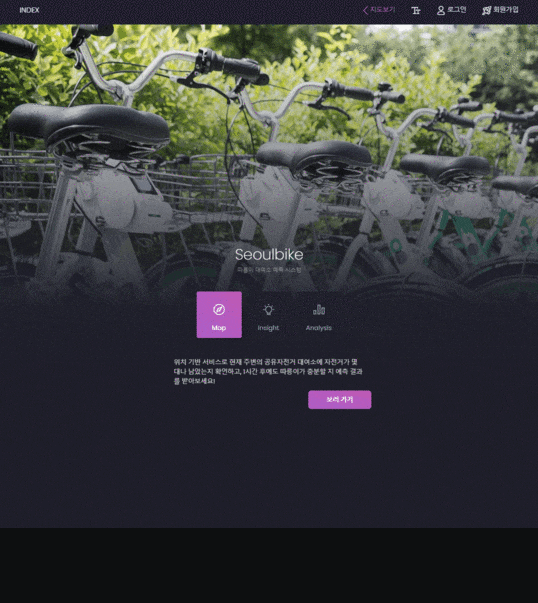 INDEX
지도보기
로그인
회원가입
Seoulbike
따릉이 대여소 예측 시스템
Map
Insight
Analysis
위치 기반 서비스로 현재 주변의 공유자전거 대여소에 자전거가 몇
대나 남았는지 확인하고, 1시간 후에도 따릉이가 충분할 지 예측 결과
를 받아보세요!
보러 가기